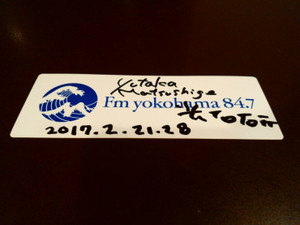 Yutaka
Matsushige
Fm yokohama 84.7
2017.2.21.28